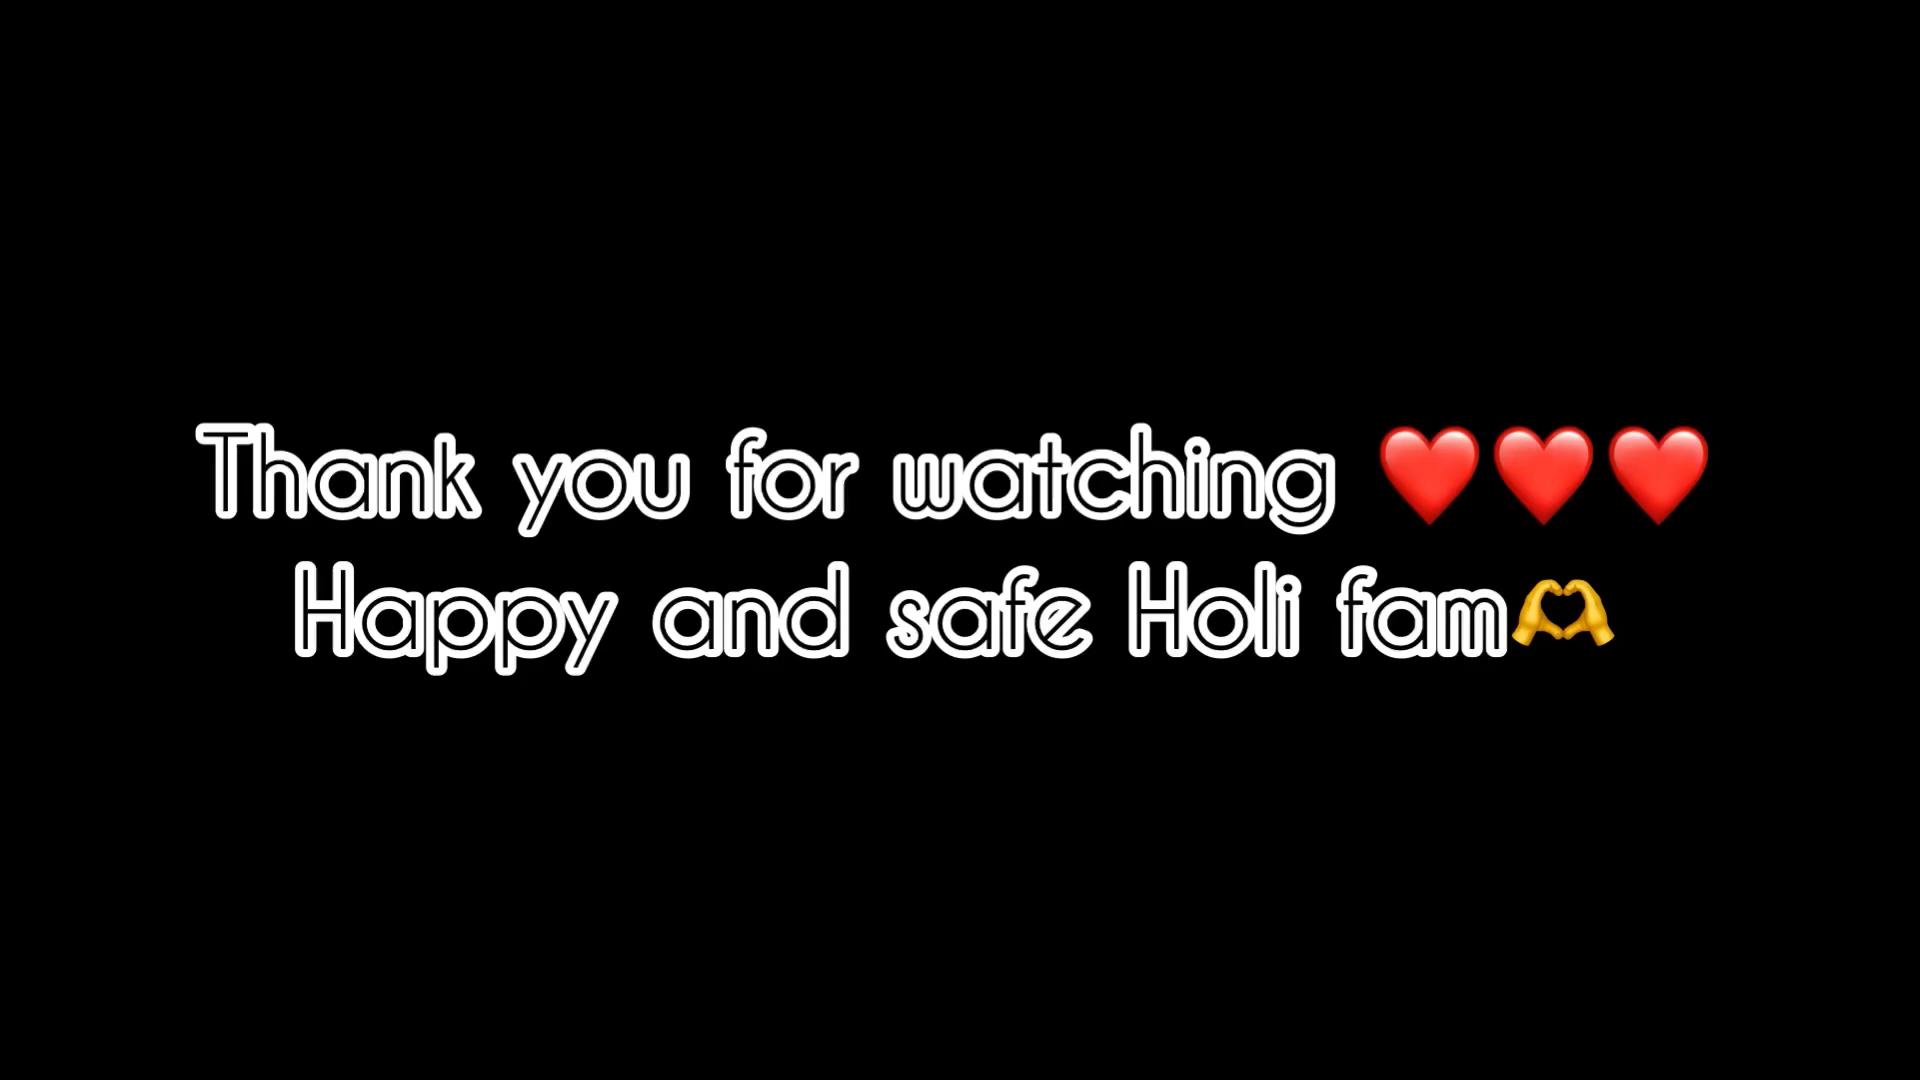 Thank you for watching ❤️❤️❤️
Happy and safe Holi fam🫶